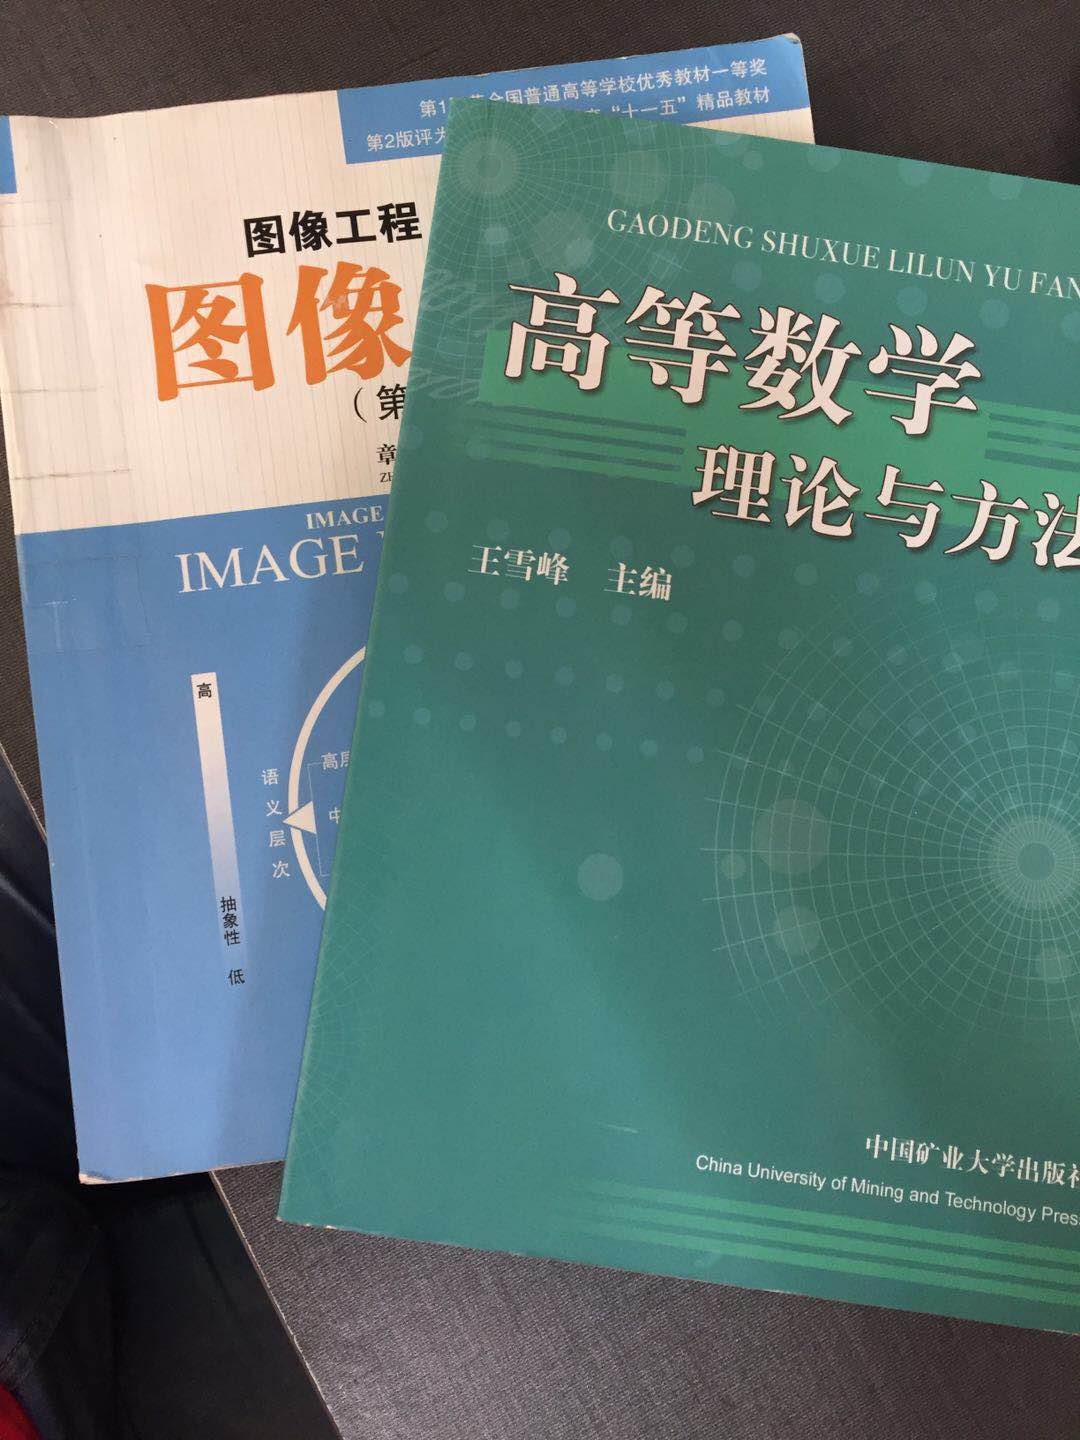 第1
全国普通高等学校优秀教材一等奖
第2版评为
"十一五"精品教材
图像工程
图像
（第
章
ZH
IMAGE
IMAGE
高
语义层次
高层
中
抽象性
低
GAODENG SHUXUE LILUN YU FAN
高等数学
理论与方法
王雪峰 主编
中国矿业大学出版社
China University of Mining and Technology Press